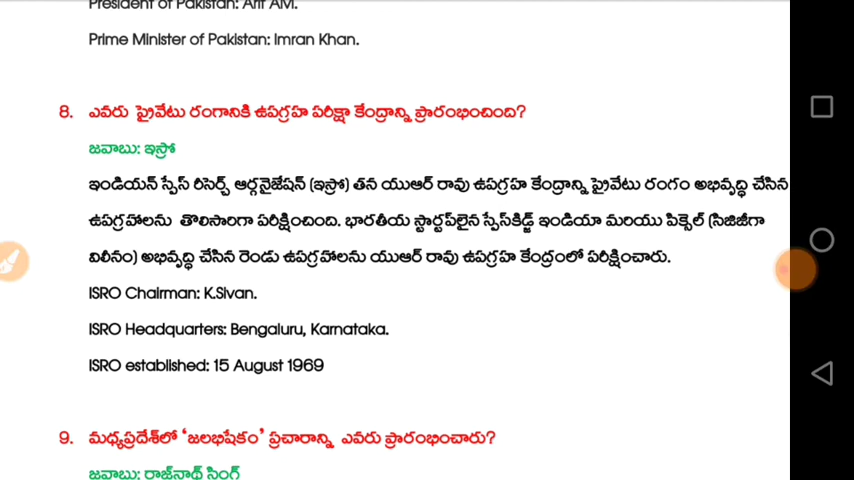 President of Pakistan: Arif Alvi.
Prime Minister of Pakistan: Imran Khan.
8. ఎవరు ప్రైవేటు రంగానికి ఉపగ్రహ పరీక్షా కేంద్రాన్ని ప్రారంభించింది?
జవాబు: ఇస్రో
ఇండియన్ స్పేస్ రీసెర్చ్ ఆర్గనైజేషన్ (ఇస్రో) తన యుఆర్ రావు ఉపగ్రహ కేంద్రాన్ని ప్రైవేటు రంగం అభివృద్ధి చేసిన
ఉపగ్రహాలను తొలిసారిగా పరీక్షించింది. భారతీయ స్టార్టప్‌లైన స్పేస్‌కిడ్జ్ ఇండియా మరియు పిక్సెల్ (సిజిజీగా
విలీనం) అభివృద్ధి చేసిన రెండు ఉపగ్రహాలను యుఆర్ రావు ఉపగ్రహ కేంద్రంలో పరీక్షించారు.
ISRO Chairman: K.Sivan.
ISRO Headquarters: Bengaluru, Karnataka.
ISRO established: 15 August 1969
9. మధ్యప్రదేశ్‌లో ‘జలభిషేకం’ ప్రచారాన్ని ఎవరు ప్రారంభించారు?
జవాబు: రాజ్‌నాథ్ సింగ్